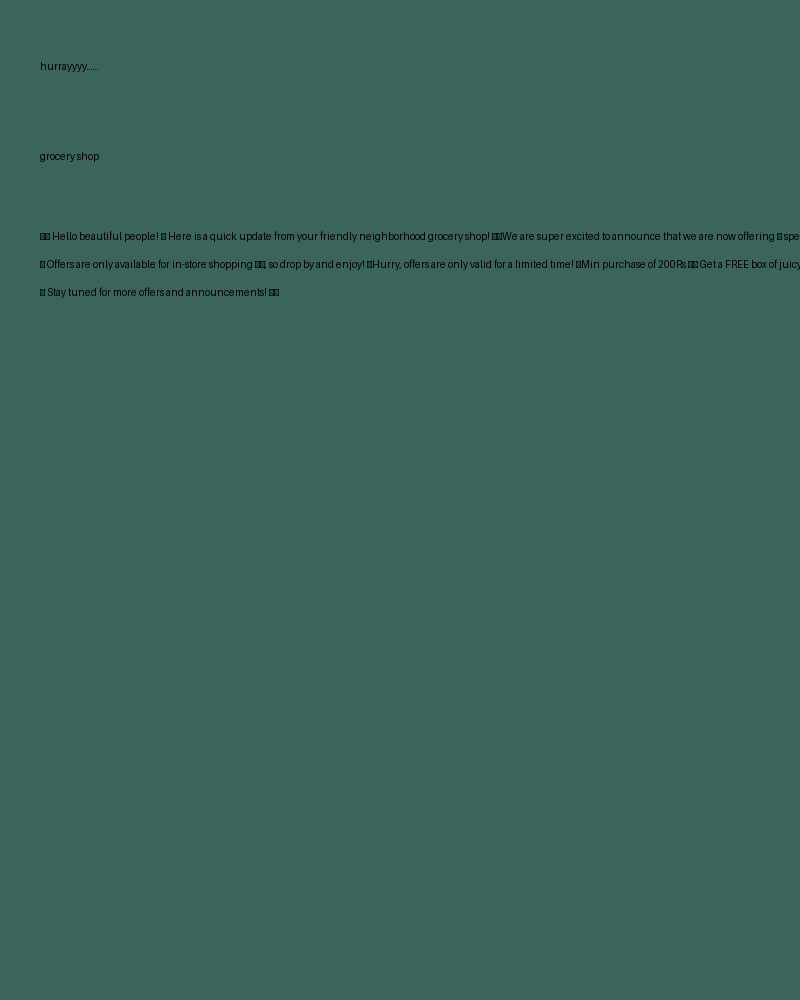 hurrayyyy......
grocery shop
Hello beautiful people! Here is a quick update from your friendly neighborhood grocery shop! We are super excited to announce that we are now offering spe
Offers are only available for in-store shopping , so drop by and enjoy! Hurry, offers are only valid for a limited time! Min purchase of 200Rs Get a FREE box of juicy
Stay tuned for more offers and announcements!